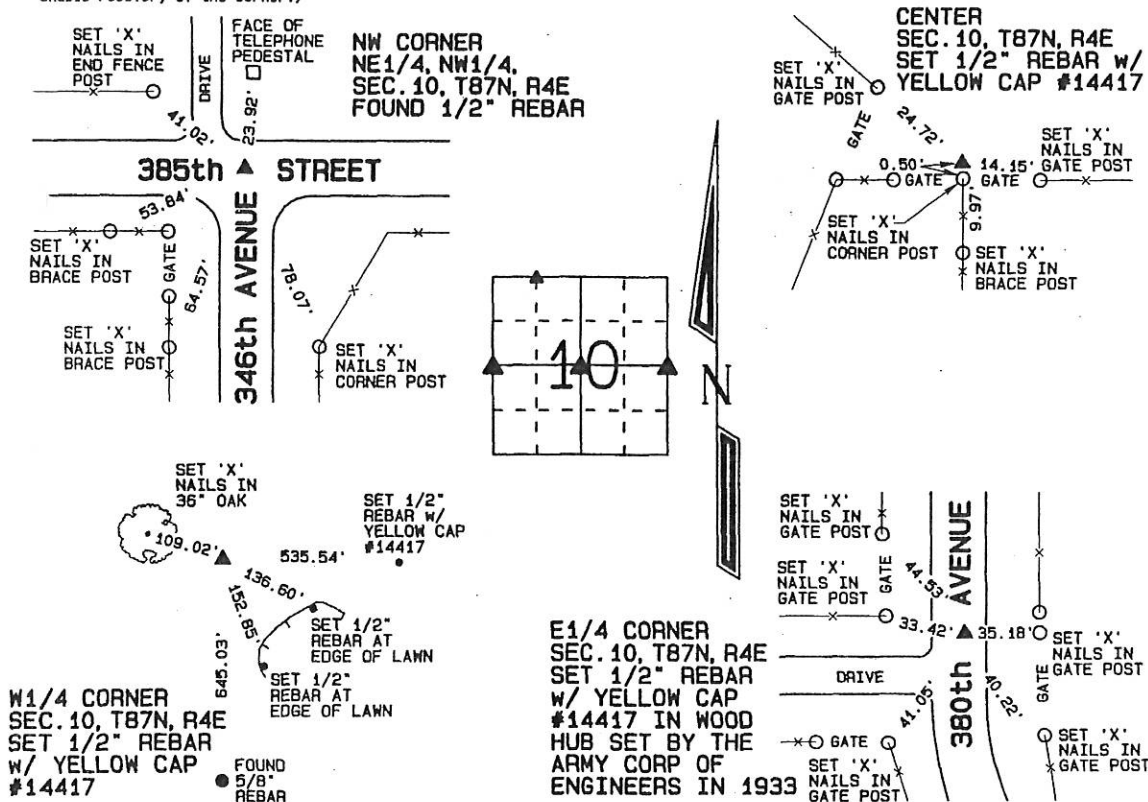 SET 'X'
NAILS IN
END FENCE
POST
DRIVE
FACE OF
TELEPHONE
PEDESTAL
NW CORNER
NE1/4, NW1/4,
SEC. 10, T87N, R4E
FOUND 1/2" REBAR
41.02'
23.92'
385th STREET
53.84'
SET 'X'
NAILS IN
BRACE POST
GATE
64.57'
346th AVENUE
78.07'
SET 'X'
NAILS IN
BRACE POST
SET 'X'
NAILS IN
CORNER POST
CENTER
SEC. 10, T87N, R4E
SET 1/2" REBAR w/
YELLOW CAP #14417
SET 'X'
NAILS IN
GATE POST
GATE
24.72'
SET 'X'
NAILS IN
GATE POST
0.50'
14.15'
GATE
GATE
9.97'
SET 'X'
NAILS IN
CORNER POST
SET 'X'
NAILS IN
BRACE POST
10
N
SET 'X'
NAILS IN
36" OAK
109.02'
535.54'
SET 1/2"
REBAR w/
YELLOW CAP
#14417
136.60'
152.85'
645.03'
SET 1/2"
REBAR AT
EDGE OF LAWN
SET 1/2"
REBAR AT
EDGE OF LAWN
W1/4 CORNER
SEC. 10, T87N, R4E
SET 1/2" REBAR
w/ YELLOW CAP
#14417
FOUND
5/8"
REBAR
E1/4 CORNER
SEC. 10, T87N, R4E
SET 1/2" REBAR
w/ YELLOW CAP
#14417 IN WOOD
HUB SET BY THE
ARMY CORP OF
ENGINEERS IN 1933
SET 'X'
NAILS IN
GATE POST
GATE
44.53'
SET 'X'
NAILS IN
GATE POST
33.42'
35.18'
380th AVENUE
SET 'X'
NAILS IN
GATE POST
DRIVE
41.05'
40.22'
GATE
GATE
SET 'X'
NAILS IN
GATE POST
SET 'X'
NAILS IN
GATE POST